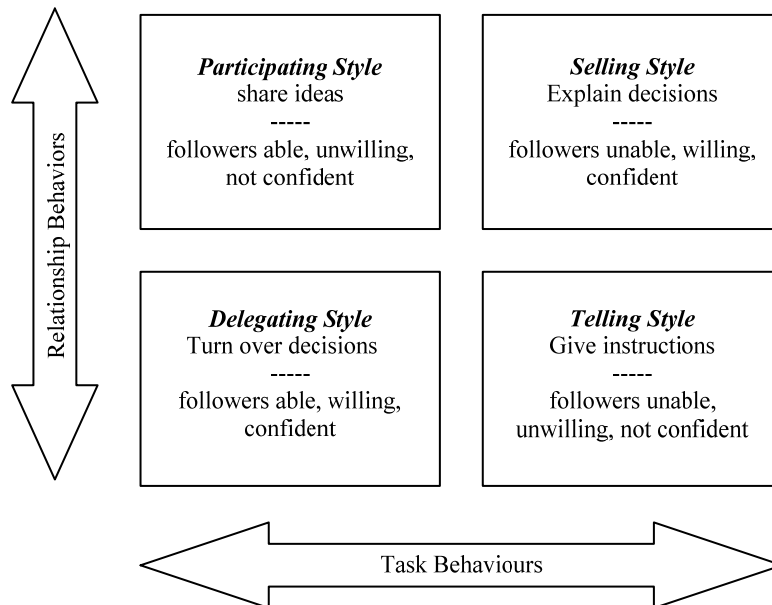 Participating Style
share ideas
-----
followers able, unwilling,
not confident
Selling Style
Explain decisions
-----
followers unable, willing,
confident
Relationship Behaviors
Delegating Style
Turn over decisions
-----
followers able, willing,
confident
Telling Style
Give instructions
-----
followers unable,
unwilling, not confident
Task Behaviours